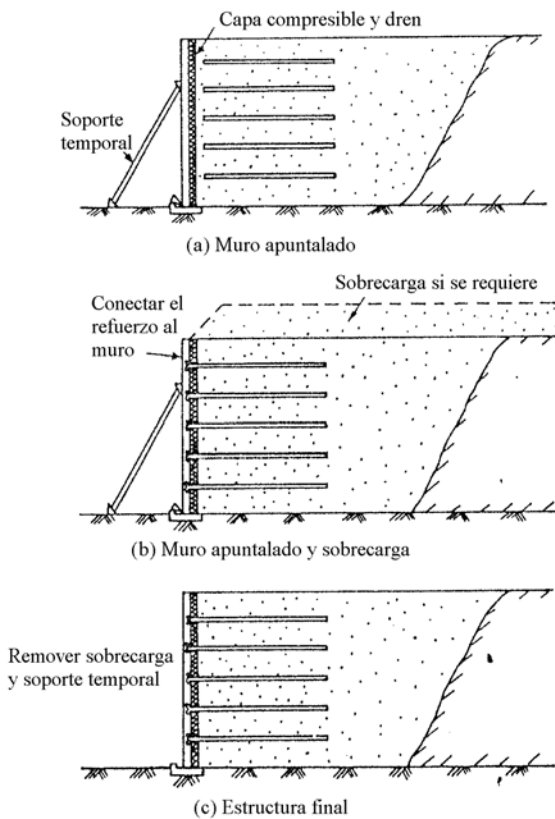 Capa compresible y dren
Soporte
temporal
(a) Muro apuntalado
Sobrecarga si se requiere
Conectar el
refuerzo al
muro
(b) Muro apuntalado y sobrecarga
Remover sobrecarga
y soporte temporal
(c) Estructura final